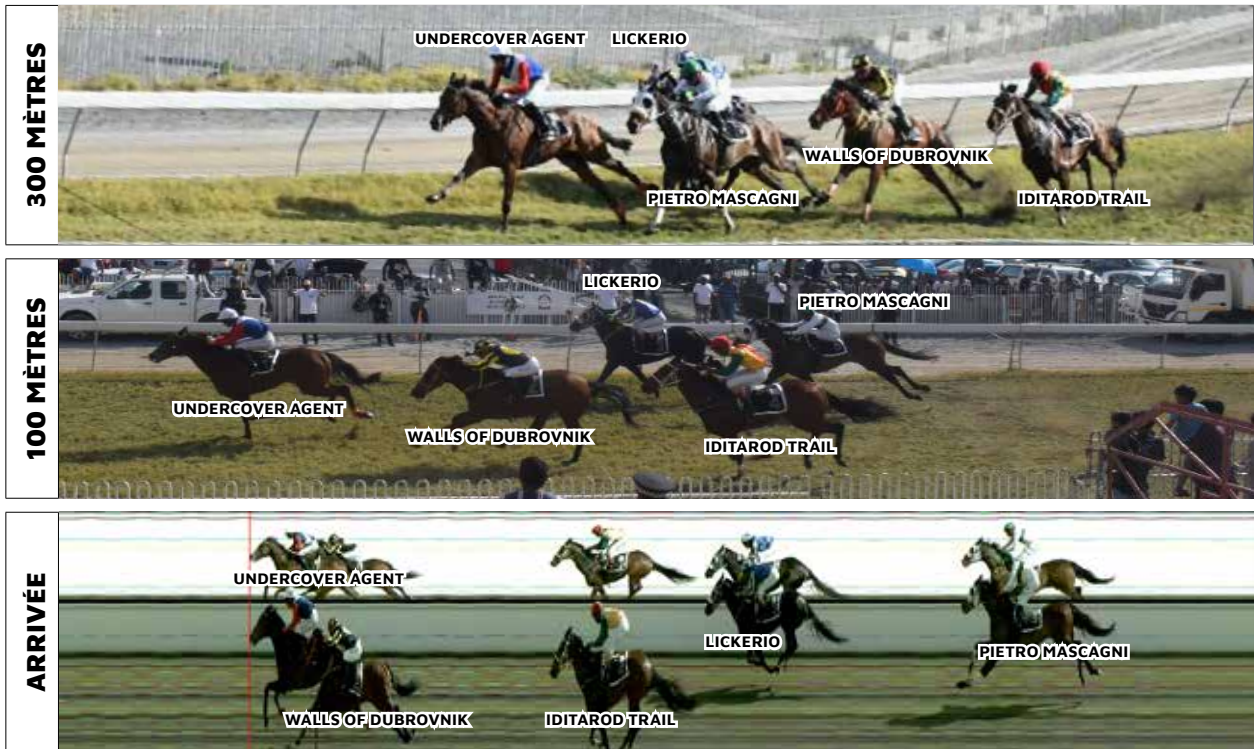 300 MÈTRES
UNDERCOVER AGENT
LICKERIO
WALLS OF DUBROVNIK
PIETRO MASCAGNI
IDITAROD TRAIL
100 MÈTRES
LICKERIO
PIETRO MASCAGNI
UNDERCOVER AGENT
WALLS OF DUBROVNIK
IDITAROD TRAIL
ARRIVÉE
UNDERCOVER AGENT
LICKERIO
PIETRO MASCAGNI
WALLS OF DUBROVNIK
IDITAROD TRAIL